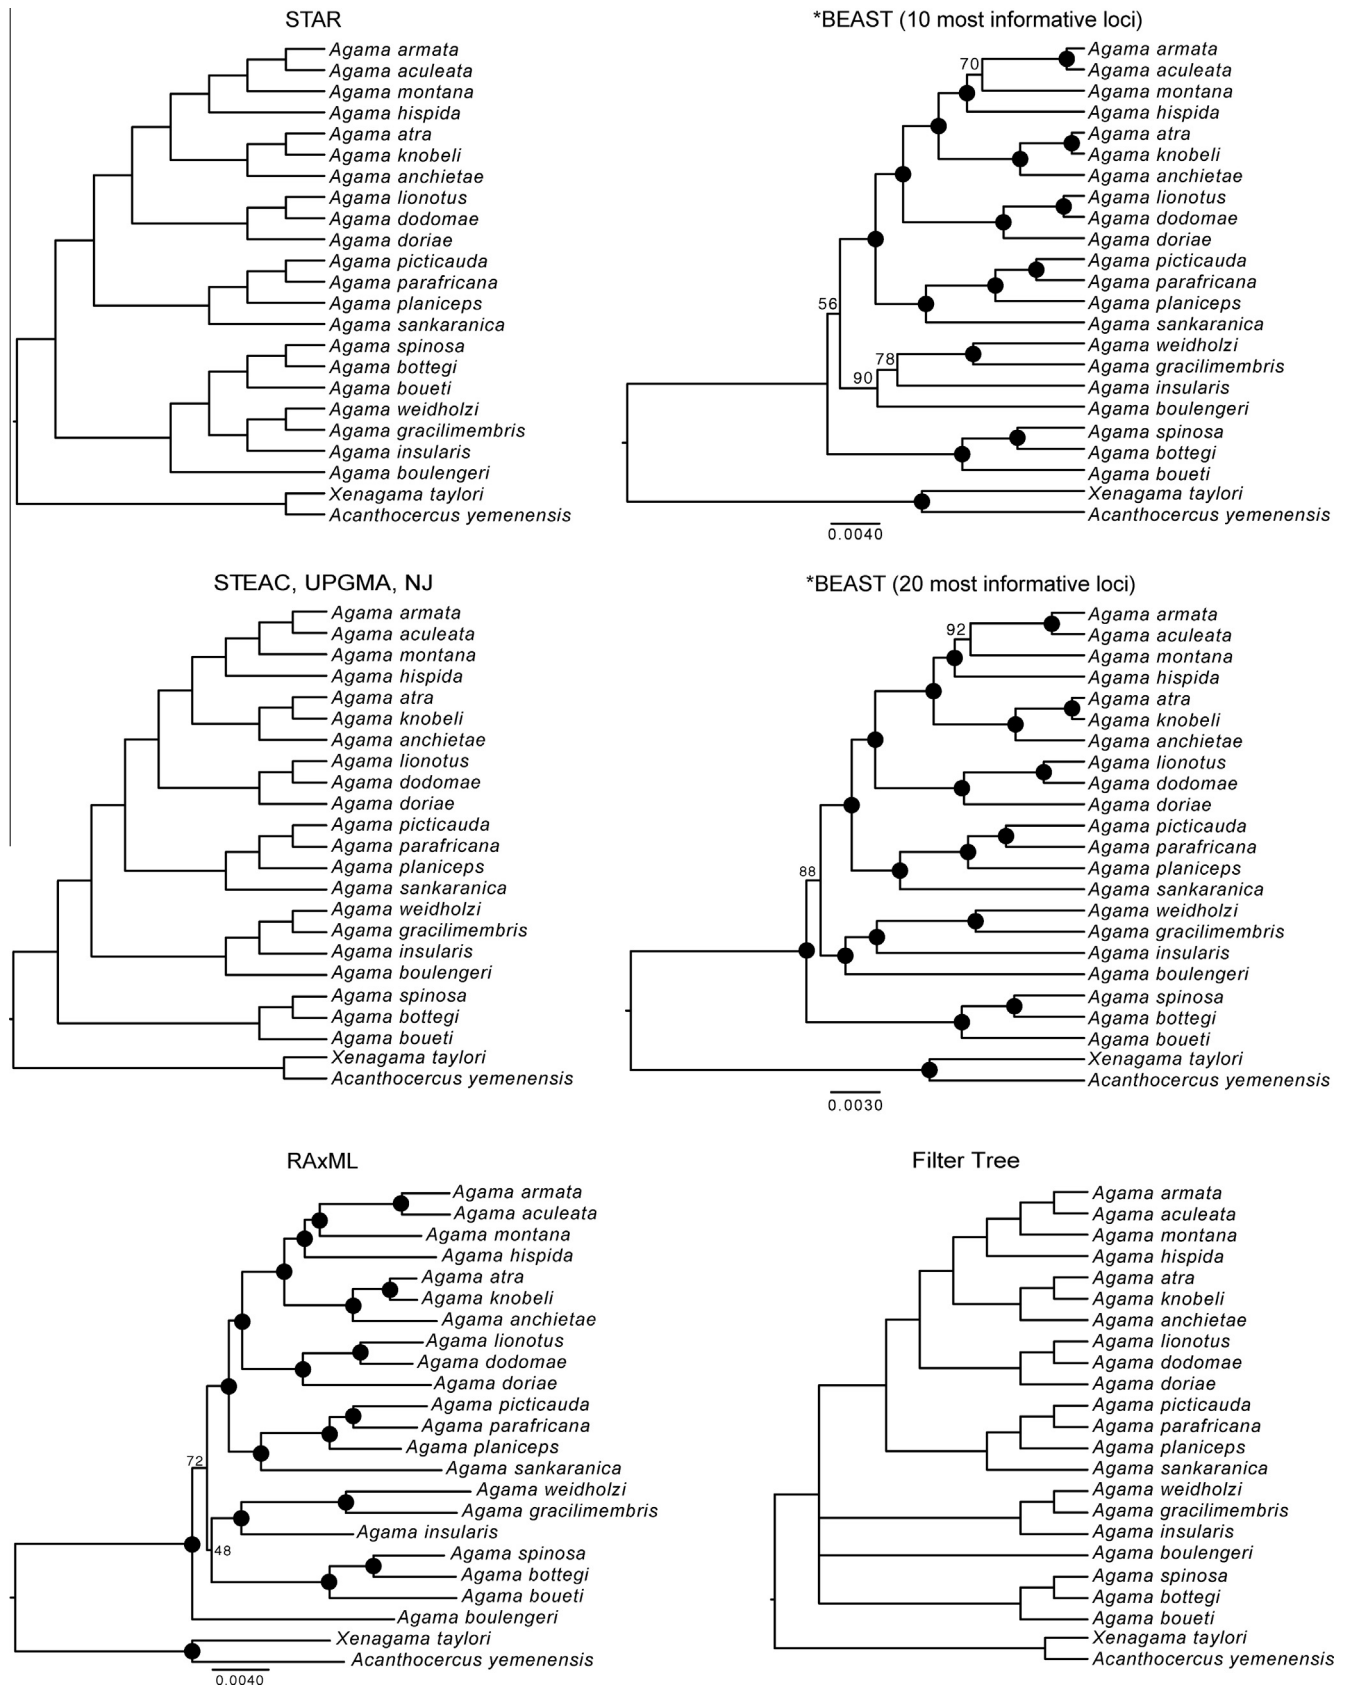 STAR
Agama armata
Agama aculeata
Agama montana
Agama hispida
Agama atra
Agama knobeli
Agama anchietae
Agama lionotus
Agama dodomae
Agama doriae
Agama picticauda
Agama parafricana
Agama planiceps
Agama sankaranica
Agama spinosa
Agama bottegi
Agama boueti
Agama weidholzi
Agama gracilimembris
Agama insularis
Agama boulengeri
Xenagama taylori
Acanthocercus yemenensis
*BEAST (10 most informative loci)
Agama armata
70
Agama aculeata
Agama montana
Agama hispida
Agama atra
Agama knobeli
Agama anchietae
Agama lionotus
Agama dodomae
Agama doriae
Agama picticauda
Agama parafricana
Agama planiceps
56
Agama sankaranica
Agama weidholzi
78
Agama gracilimembris
90
Agama insularis
Agama boulengeri
Agama spinosa
Agama bottegi
Agama boueti
Xenagama taylori
Acanthocercus yemenensis
0.0040
STEAC, UPGMA, NJ
Agama armata
Agama aculeata
Agama montana
Agama hispida
Agama atra
Agama knobeli
Agama anchietae
Agama lionotus
Agama dodomae
Agama doriae
Agama picticauda
Agama parafricana
Agama planiceps
Agama sankaranica
Agama weidholzi
Agama gracilimembris
Agama insularis
Agama boulengeri
Agama spinosa
Agama bottegi
Agama boueti
Xenagama taylori
Acanthocercus yemenensis
*BEAST (20 most informative loci)
Agama armata
92
Agama aculeata
Agama montana
Agama hispida
Agama atra
Agama knobeli
Agama anchietae
Agama lionotus
Agama dodomae
Agama doriae
Agama picticauda
Agama parafricana
Agama planiceps
88
Agama sankaranica
Agama weidholzi
Agama gracilimembris
Agama insularis
Agama boulengeri
Agama spinosa
Agama bottegi
Agama boueti
Xenagama taylori
Acanthocercus yemenensis
0.0030
RAxML
Agama armata
Agama aculeata
Agama montana
Agama hispida
Agama atra
Agama knobeli
Agama anchietae
Agama lionotus
Agama dodomae
Agama doriae
Agama picticauda
Agama parafricana
Agama planiceps
72
Agama sankaranica
Agama weidholzi
Agama gracilimembris
Agama insularis
48
Agama spinosa
Agama bottegi
Agama boueti
Agama boulengeri
Xenagama taylori
Acanthocercus yemenensis
0.0040
Filter Tree
Agama armata
Agama aculeata
Agama montana
Agama hispida
Agama atra
Agama knobeli
Agama anchietae
Agama lionotus
Agama dodomae
Agama doriae
Agama picticauda
Agama parafricana
Agama planiceps
Agama sankaranica
Agama weidholzi
Agama gracilimembris
Agama insularis
Agama boulengeri
Agama spinosa
Agama bottegi
Agama boueti
Xenagama taylori
Acanthocercus yemenensis